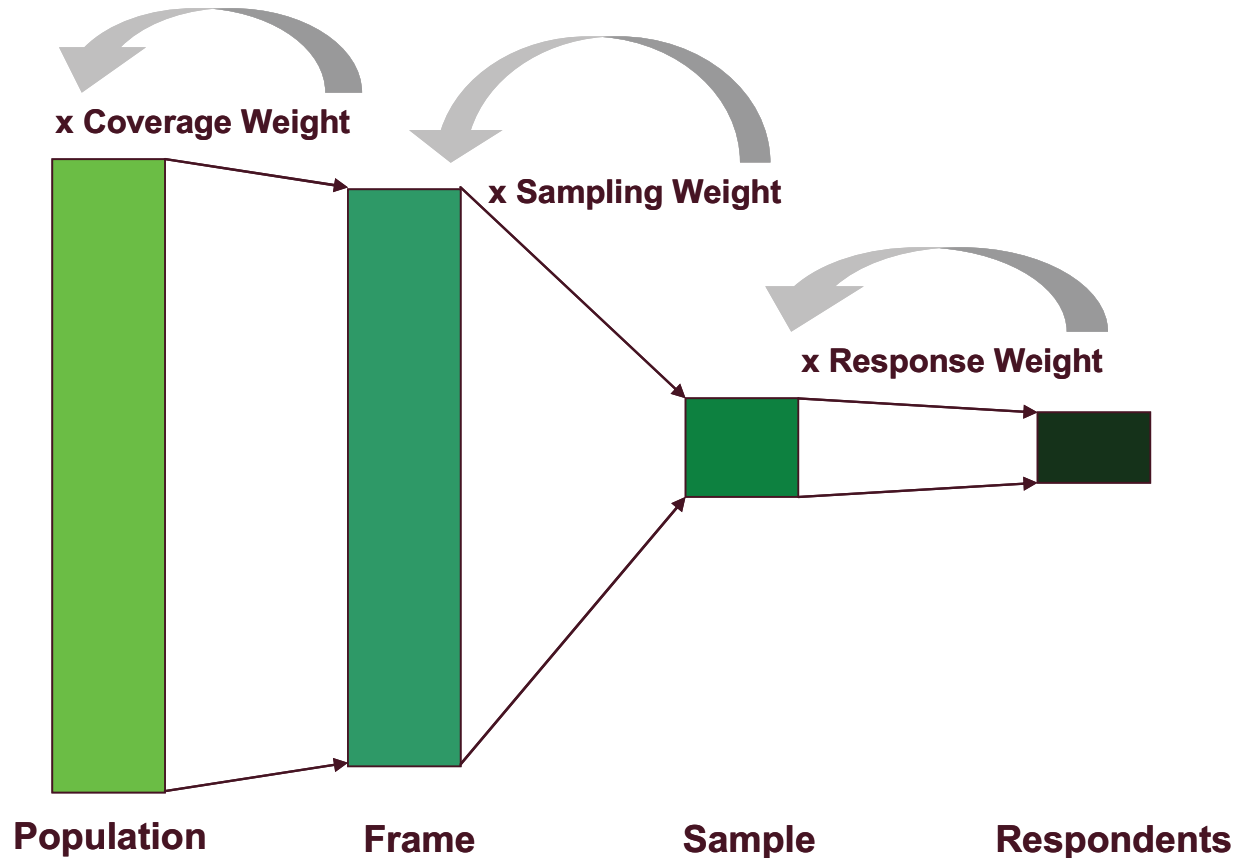 x Coverage Weight
x Sampling Weight
x Response Weight
Population
Frame
Sample
Respondents